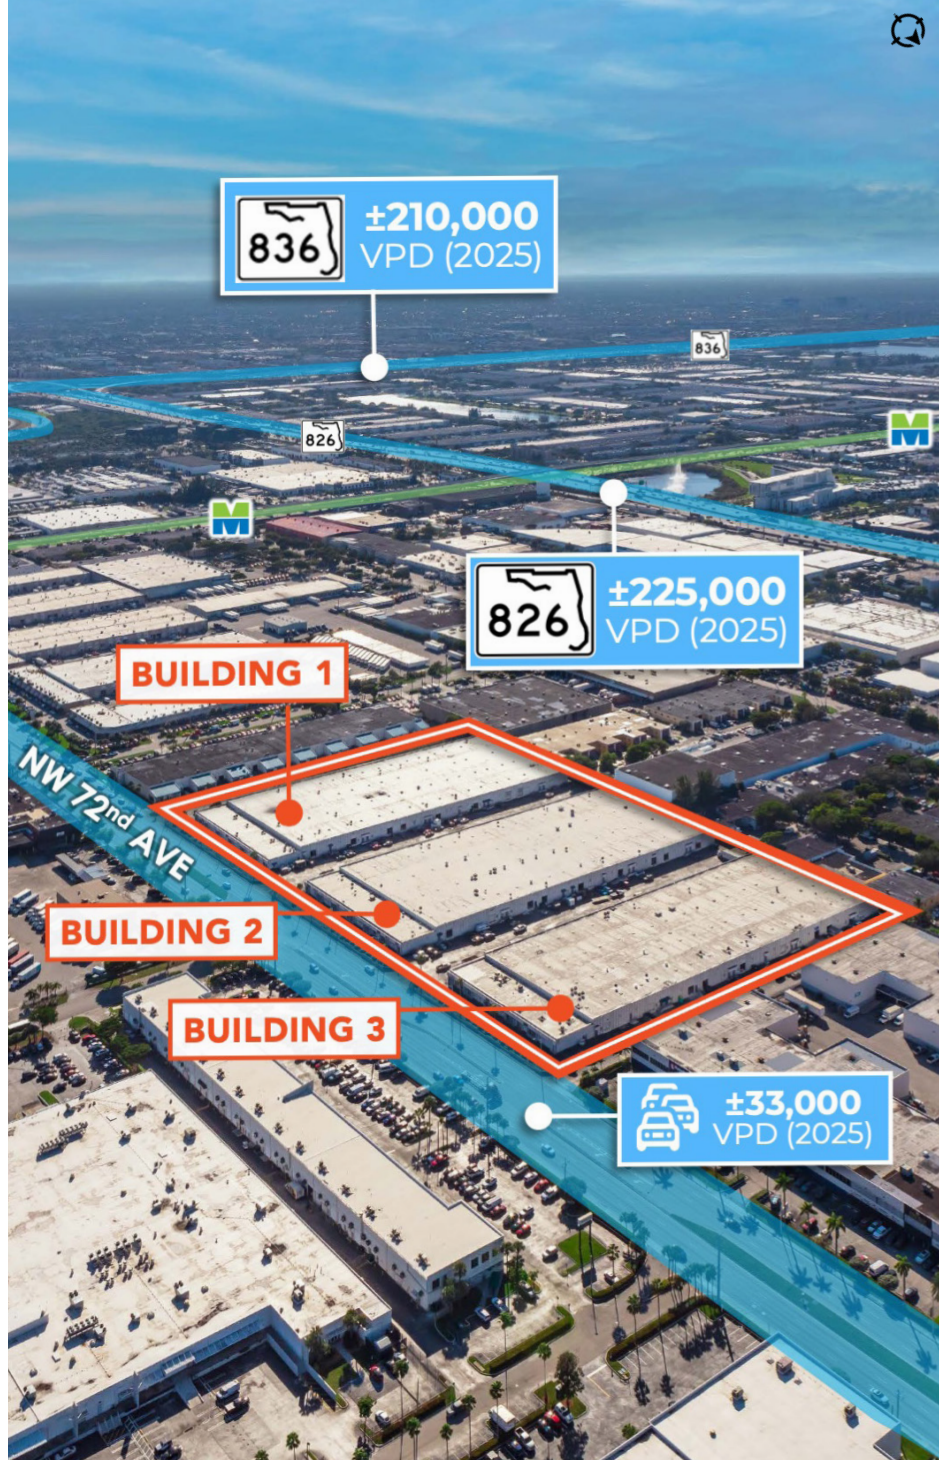 836
±210,000
VPD (2025)
836
M
826
M
826
±225,000
VPD (2025)
BUILDING 1
NW 72nd AVE
BUILDING 2
BUILDING 3
±33,000
VPD (2025)